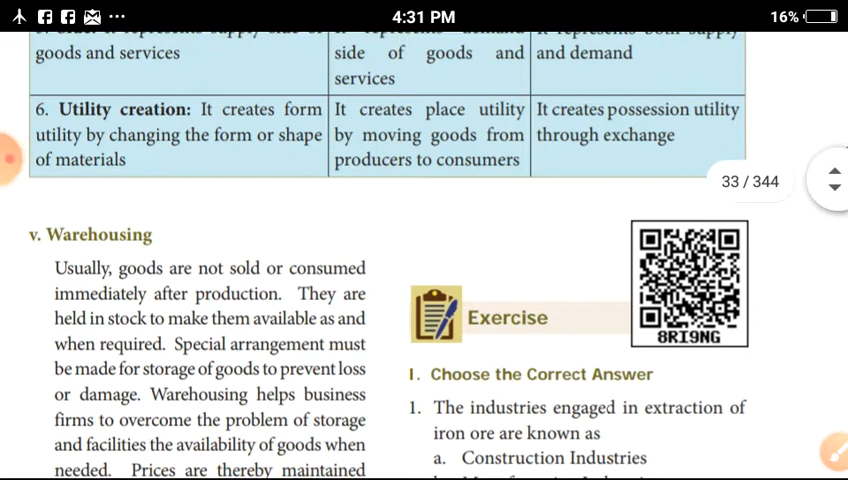 4:31 PM
16%
goods and services
side of goods and services
and demand
6. Utility creation: It creates form utility by changing the form or shape of materials
It creates place utility by moving goods from producers to consumers
It creates possession utility through exchange
33 / 344
v. Warehousing
Usually, goods are not sold or consumed
immediately after production. They are
held in stock to make them available as and
when required. Special arrangement must
be made for storage of goods to prevent loss
or damage. Warehousing helps business
firms to overcome the problem of storage
and facilities the availability of goods when
needed. Prices are thereby maintained
8RI9NG
Exercise
I. Choose the Correct Answer
1. The industries engaged in extraction of
iron ore are known as
a. Construction Industries